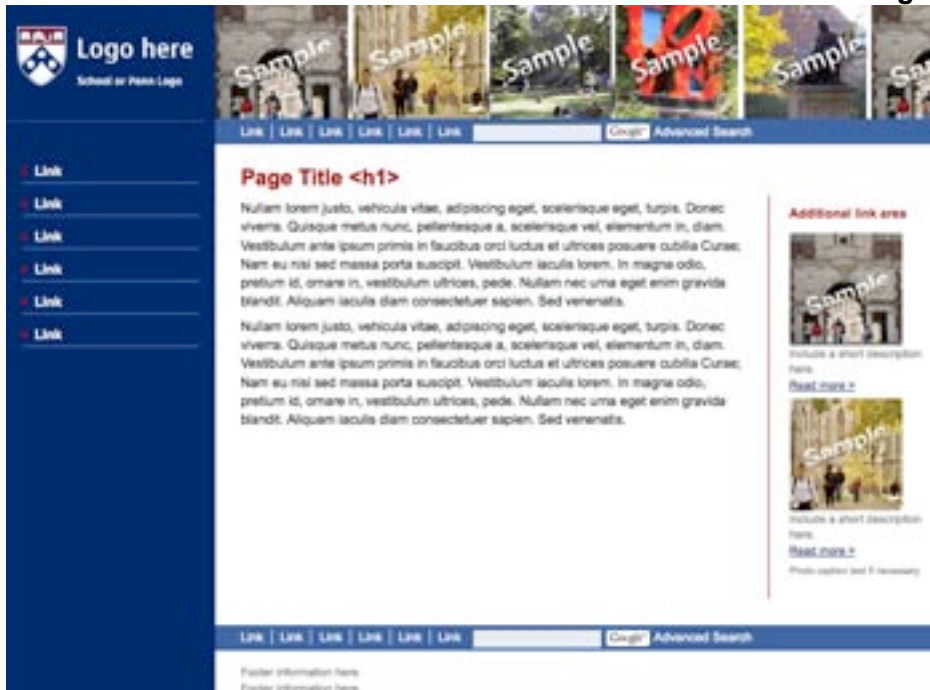 g
Logo here
School or Penn Logo
Sample Sample Sample Sample Sample Sa
Link | Link | Link | Link | Link | Link Google Advanced Search
Link
Link
Link
Link
Link
Link
Page Title <h1>
Nullam lorem justo, vehicula vitae, adipiscing eget, scelerisque eget, turpis. Donec
viverra. Quisque metus nunc, pellentesque a, scelerisque vel, elementum in, diam.
Vestibulum ante ipsum primis in faucibus orci luctus et ultrices posuere cubilia Curae;
Nam eu nisi sed massa porta suscipit. Vestibulum iaculis lorem. In magna odio,
pretium id, ornare in, vestibulum ultrices, pede. Nullam nec urna eget enim gravida
blandit. Aliquam iaculis diam consectetuer sapien. Sed venenatis.
Nullam lorem justo, vehicula vitae, adipiscing eget, scelerisque eget, turpis. Donec
viverra. Quisque metus nunc, pellentesque a, scelerisque vel, elementum in, diam.
Vestibulum ante ipsum primis in faucibus orci luctus et ultrices posuere cubilia Curae;
Nam eu nisi sed massa porta suscipit. Vestibulum iaculis lorem. In magna odio,
pretium id, ornare in, vestibulum ultrices, pede. Nullam nec urna eget enim gravida
blandit. Aliquam iaculis diam consectetuer sapien. Sed venenatis.
Additional link area
Sample
Include a short description
here.
Read more >
Sample
Include a short description
here.
Read more >
Photo caption text if necessary
Link | Link | Link | Link | Link | Link Google Advanced Search
Footer information here.
Footer information here.